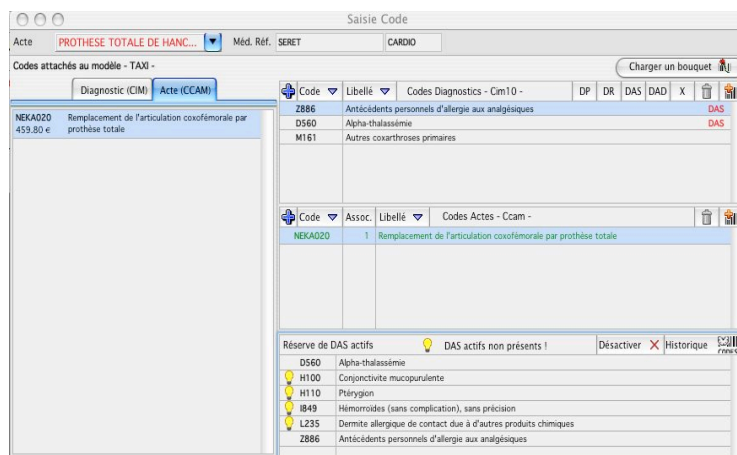 Saisie Code
Acte PROTHESE TOTALE DE HANC... Méd. Réf. SERET CARDIO
Codes attachés au modèle - TAXI - Charger un bouquet
Diagnostic (CIM) Acte (CCAM)
NEKA020 Remplacement de l'articulation coxofémorale par
459.80 € prothèse totale
Code Libellé Codes Diagnostics - Cim10 - DP DR DAS DAD X
Z886 Antécédents personnels d'allergie aux analgésiques DAS
D560 Alpha-thalassémie DAS
M161 Autres coxarthroses primaires
Code Assoc. Libellé Codes Actes - Ccam -
NEKA020 1 Remplacement de l'articulation coxofémorale par prothèse totale
Réserve de DAS actifs DAS actifs non présents ! Désactiver Historique CODES
D560 Alpha-thalassémie
H100 Conjonctivite mucopurulente
H110 Ptérygion
I849 Hémorroïdes (sans complication), sans précision
L235 Dermite allergique de contact due à d'autres produits chimiques
Z886 Antécédents personnels d'allergie aux analgésiques